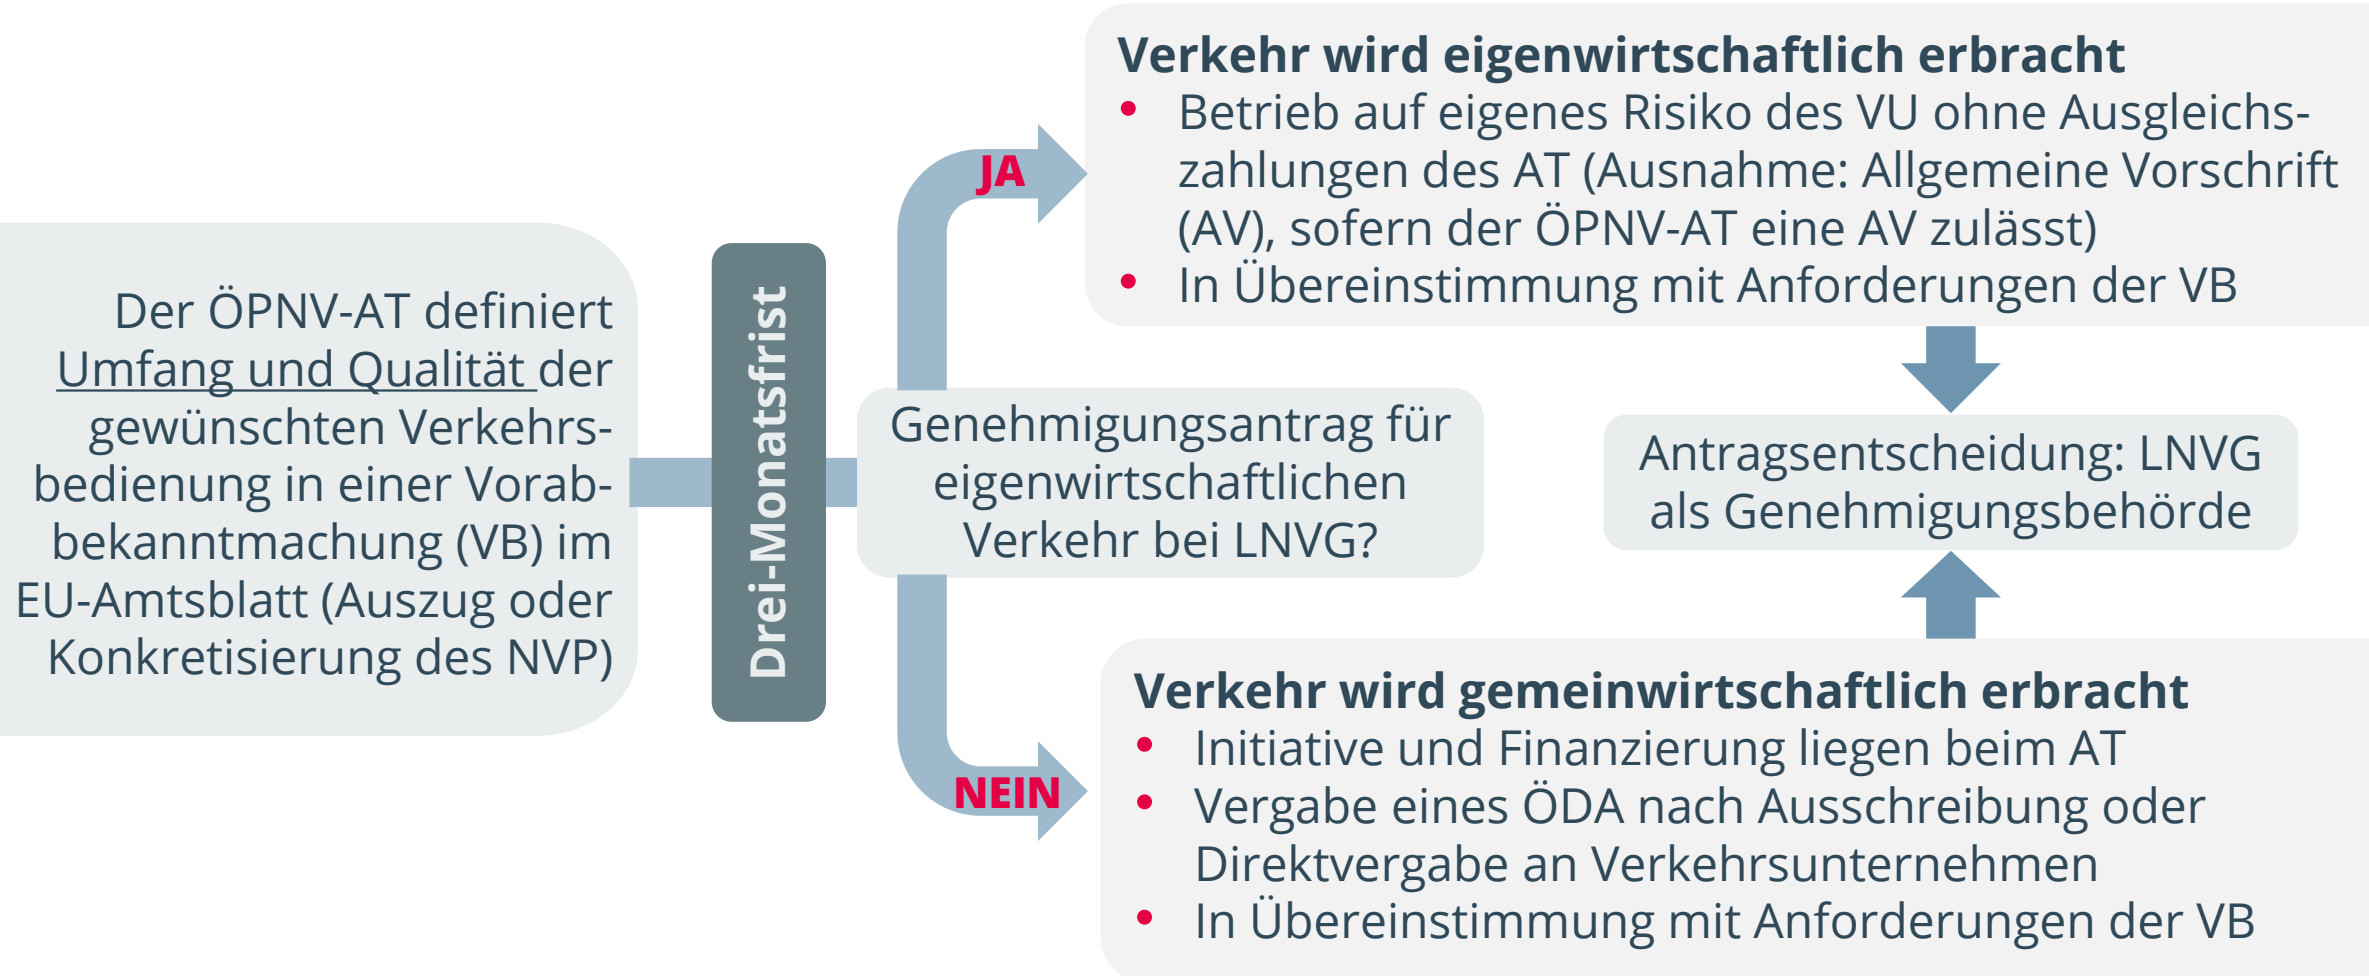 Der ÖPNV-AT definiert
Umfang und Qualität der
gewünschten Verkehrs-
bedienung in einer Vorab-
bekanntmachung (VB) im
EU-Amtsblatt (Auszug oder
Konkretisierung des NVP)
Drei-Monatsfrist
Genehmigungsantrag für
eigenwirtschaftlichen
Verkehr bei LNVG?
JA
Verkehr wird eigenwirtschaftlich erbracht
• Betrieb auf eigenes Risiko des VU ohne Ausgleichs-
zahlungen des AT (Ausnahme: Allgemeine Vorschrift
(AV), sofern der ÖPNV-AT eine AV zulässt)
• In Übereinstimmung mit Anforderungen der VB
NEIN
Verkehr wird gemeinwirtschaftlich erbracht
• Initiative und Finanzierung liegen beim AT
• Vergabe eines ÖDA nach Ausschreibung oder
Direktvergabe an Verkehrsunternehmen
• In Übereinstimmung mit Anforderungen der VB
Antragsentscheidung: LNVG
als Genehmigungsbehörde